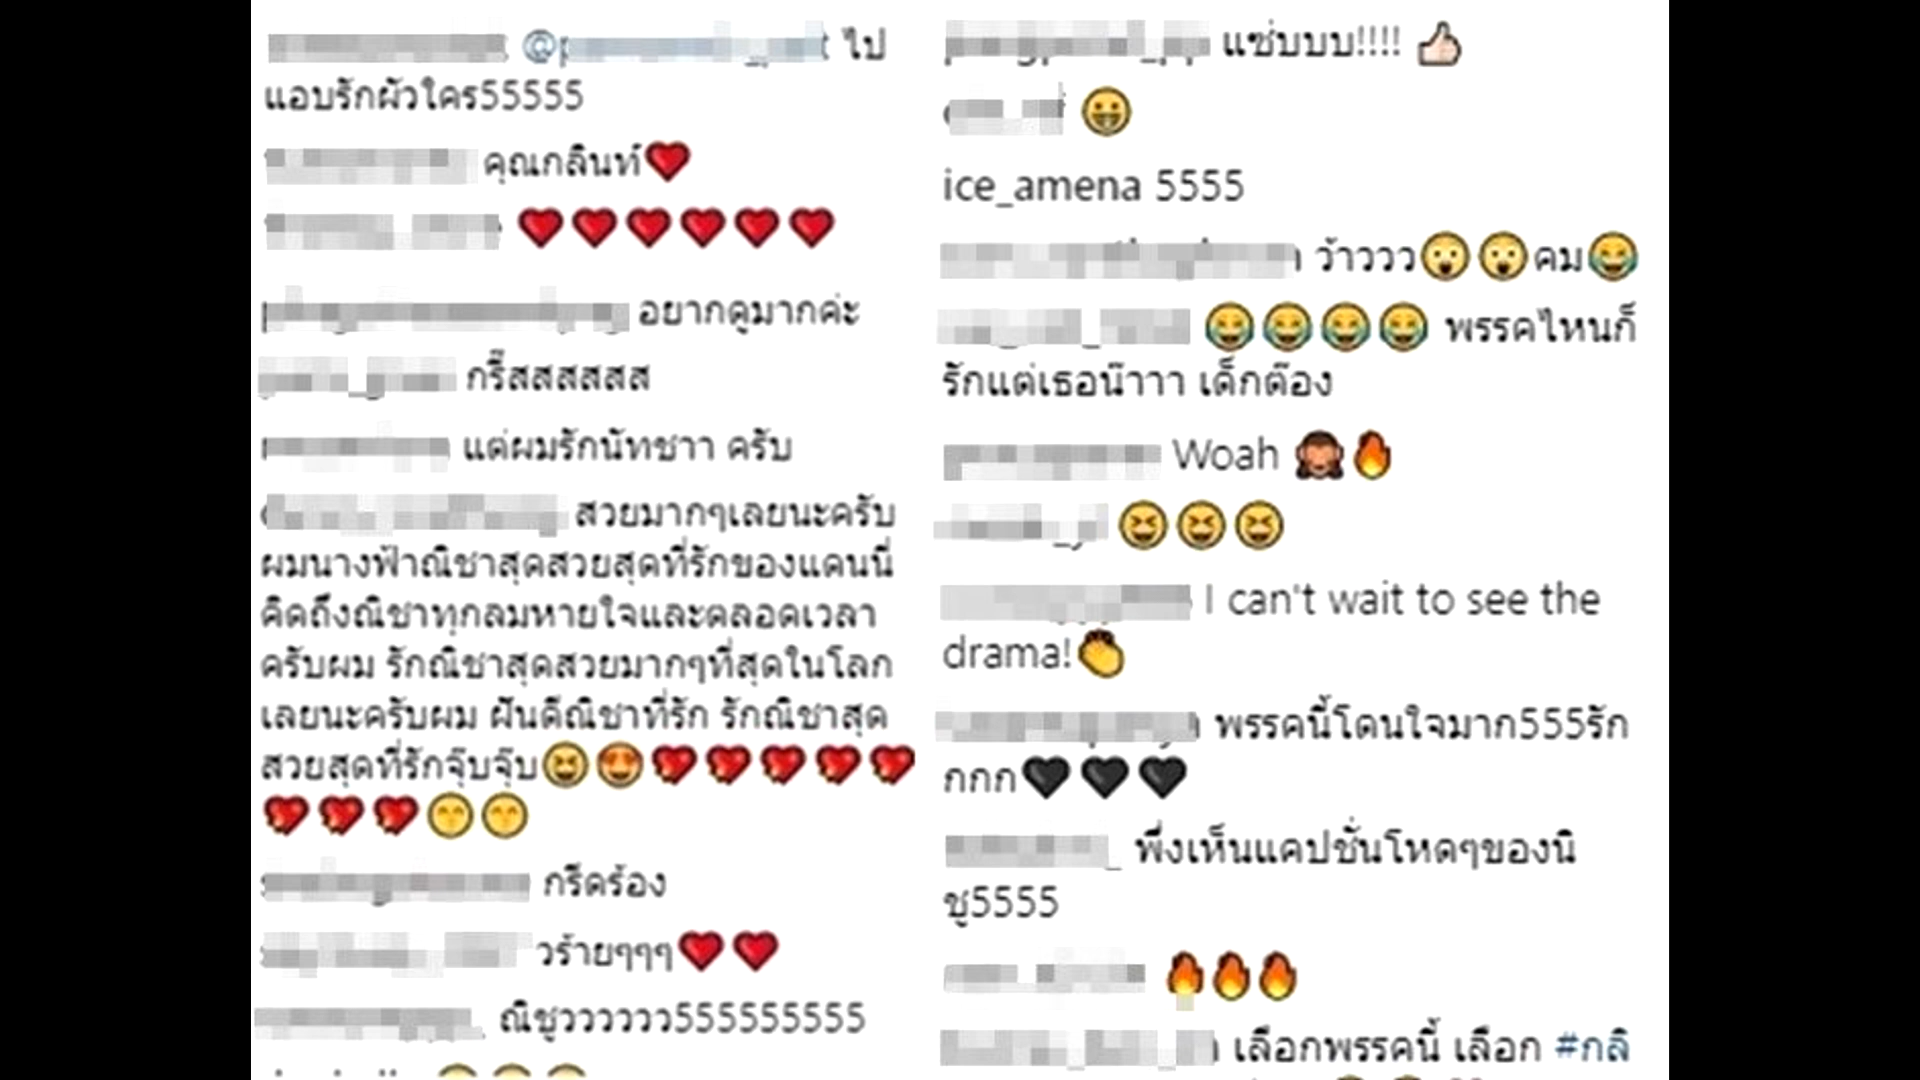 ไป
แอบรักผัวใคร55555
คุณกลินท์❤
❤❤❤❤❤❤
อยากดูมากค่ะ
กรี๊สสสสสสส
แต่ผมรักนัทชาา ครับ
สวยมากๆเลยนะครับ
ผมนางฟ้าณิชาสุดสวยสุดที่รักของแดนนี่
คิดถึงณิชาทุกลมหายใจและตลอดเวลา
ครับผม รักณิชาสุดสวยมากๆที่สุดในโลก
เลยนะครับผม ฝันดีณิชาที่รัก รักณิชาสุด
สวยสุดที่รักจุ๊บจุ๊บ😆😍💘💘💘💘💘
💘💘💘😙😙
กรีดร้อง
วร้ายๆๆๆ❤❤
ณิชูวววววว555555555
แซ่บบบ!!!! 👍
😀
ice_amena 5555
ว้าววว😮😮คม😂
😂😂😂😂 พรรคไหนก็
รักแต่เธอน๊าาา เด็กต๊อง
Woah 🙈🔥
😆😆😆
I can't wait to see the
drama!👏
พรรคนี้โดนใจมาก555รัก
กกก🖤🖤🖤
พึ่งเห็นแคปชั่นโหดๆของนิ
ชู5555
🔥🔥🔥
เลือกพรรคนี้ เลือก #กลิ